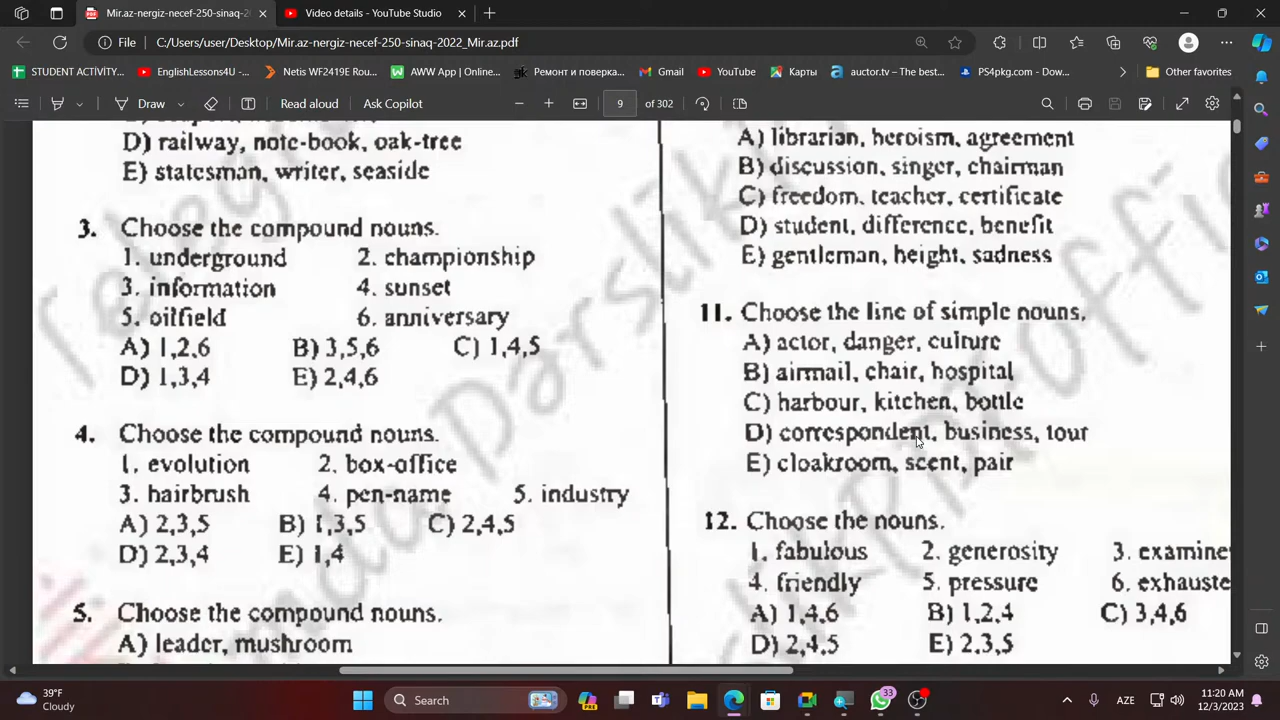 Mir.az-nergiz-necef-250-sinaq-2
Video details - YouTube Studio
File
C:/Users/user/Desktop/Mir.az-nergiz-necef-250-sinaq-2022_Mir.az.pdf
STUDENT ACTİVİTY...
EnglishLessons4U -...
Netis WF2419E Rou...
AWW App | Online...
Ремонт и поверка...
Gmail
YouTube
Карты
auctor.tv – The best...
PS4pkg.com - Dow...
Other favorites
Draw
Read aloud
Ask Copilot
9
of 302
D) railway, note-book, oak-tree
E) statesman, writer, seaside
3. Choose the compound nouns.
1. underground 2. championship
3. information 4. sunset
5. oilfield 6. anniversary
A) 1,2,6 B) 3,5,6 C) 1,4,5
D) 1,3,4 E) 2,4,6
4. Choose the compound nouns.
1. evolution 2. box-office
3. hairbrush 4. pen-name 5. industry
A) 2,3,5 B) 1,3,5 C) 2,4,5
D) 2,3,4 E) 1,4
5. Choose the compound nouns.
A) leader, mushroom
A) librarian, heroism, agreement
B) discussion, singer, chairman
C) freedom, teacher, certificate
D) student, difference, benefit
E) gentleman, height, sadness
11. Choose the line of simple nouns.
A) actor, danger, culture
B) airmail, chair, hospital
C) harbour, kitchen, bottle
D) correspondent, business, tour
E) cloakroom, scent, pair
12. Choose the nouns.
1. fabulous 2. generosity 3. examine
4. friendly 5. pressure 6. exhauste
A) 1,4,6 B) 1,2,4 C) 3,4,6
D) 2,4,5 E) 2,3,5
39°F
Cloudy
Search
PRE
33
AZE
11:20 AM
12/3/2023